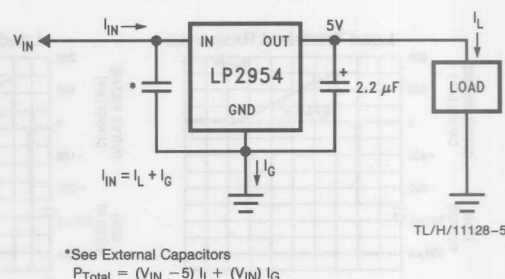 I_IN
V_IN
IN OUT
5V
I_L
LP2954
GND
*
+
2.2 μF
LOAD
I_G
I_IN = I_L + I_G
TL/H/11128-5
*See External Capacitors
P_Total = (V_IN −5) I_L + (V_IN) I_G